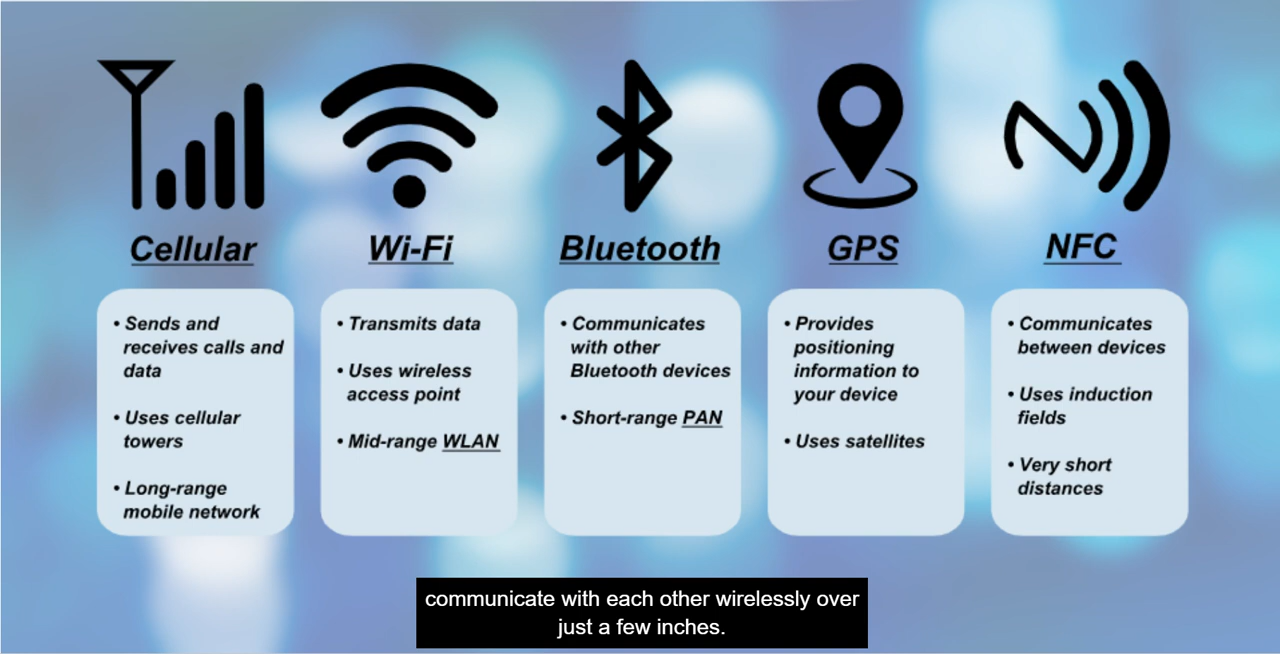 Cellular
Wi-Fi
Bluetooth
GPS
NFC
• Sends and
receives calls and
data
• Uses cellular
towers
• Long-range
mobile network
• Transmits data
• Uses wireless
access point
• Mid-range WLAN
• Communicates
with other
Bluetooth devices
• Short-range PAN
• Provides
positioning
information to
your device
• Uses satellites
• Communicates
between devices
• Uses induction
fields
• Very short
distances
communicate with each other wirelessly over
just a few inches.